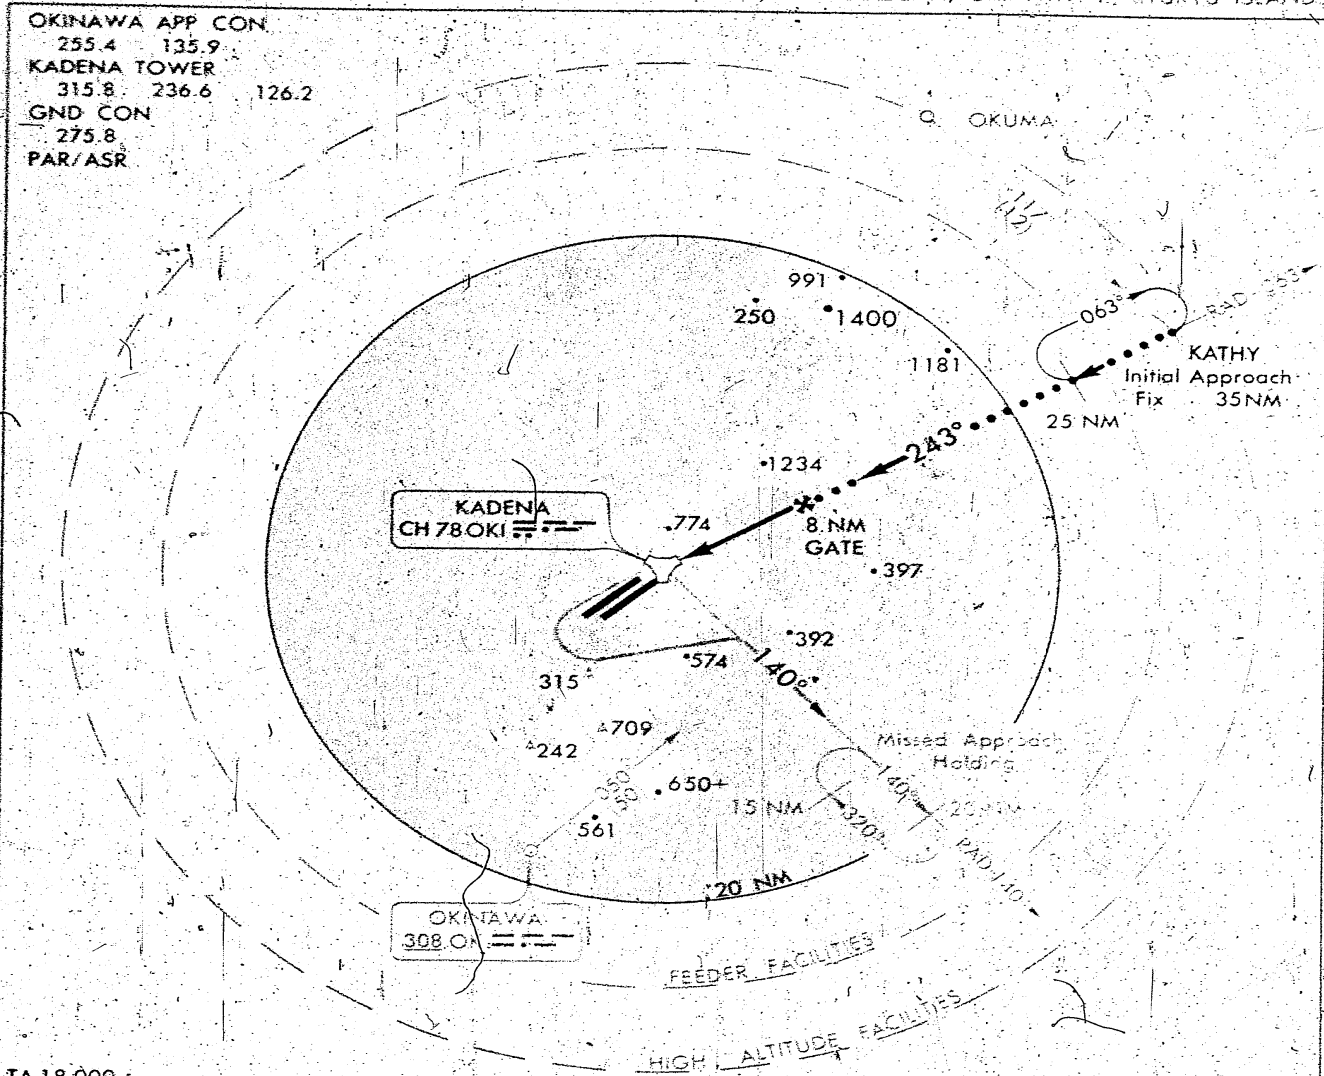 OKINAWA APP CON
255.4 135.9
KADENA TOWER
315.8 236.6 126.2
GND CON
275.8
PAR/ASR
OKUMA
991
250
1400
1181
063°
RAD
KATHY
Initial Approach
Fix 35 NM
25 NM
243°
1234
KADENA
CH 78 OKI
774
8 NM
GATE
397
392
574
140°
315
709
242
Missed Approach
Holding
050
50
650+
140°
15 NM
320°
561
RAD-140
20 NM
OKINAWA
308 OK
FEEDER FACILITIES
HIGH ALTITUDE FACILITIES
TA 18,000